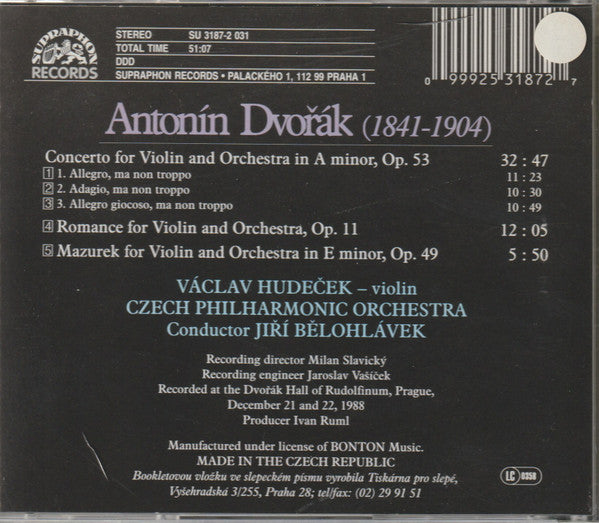 SUPRAPHON
RECORDS
STEREO SU 3187-2 031
TOTAL TIME 51:07
DDD
SUPRAPHON RECORDS • PALACKÉHO 1, 112 99 PRAHA 1
0 99925 31872 7
Antonín Dvořák (1841-1904)
Concerto for Violin and Orchestra in A minor, Op. 53 32 : 47
1 1. Allegro, ma non troppo 11 : 23
2 2. Adagio, ma non troppo 10 : 30
3 3. Allegro giocoso, ma non troppo 10 : 49
4 Romance for Violin and Orchestra, Op. 11 12 : 05
5 Mazurek for Violin and Orchestra in E minor, Op. 49 5 : 50
VÁCLAV HUDEČEK – violin
CZECH PHILHARMONIC ORCHESTRA
Conductor JIŘÍ BĚLOHLÁVEK
Recording director Milan Slavický
Recording engineer Jaroslav Vašíček
Recorded at the Dvořák Hall of Rudolfinum, Prague,
December 21 and 22, 1988
Producer Ivan Ruml
Manufactured under license of BONTON Music.
MADE IN THE CZECH REPUBLIC
Bookletovou vložku ve slepeckém písmu vyrobila Tiskárna pro slepé,
Vyšehradská 3/255, Praha 28; tel/fax: (02) 29 91 51
LC 0358